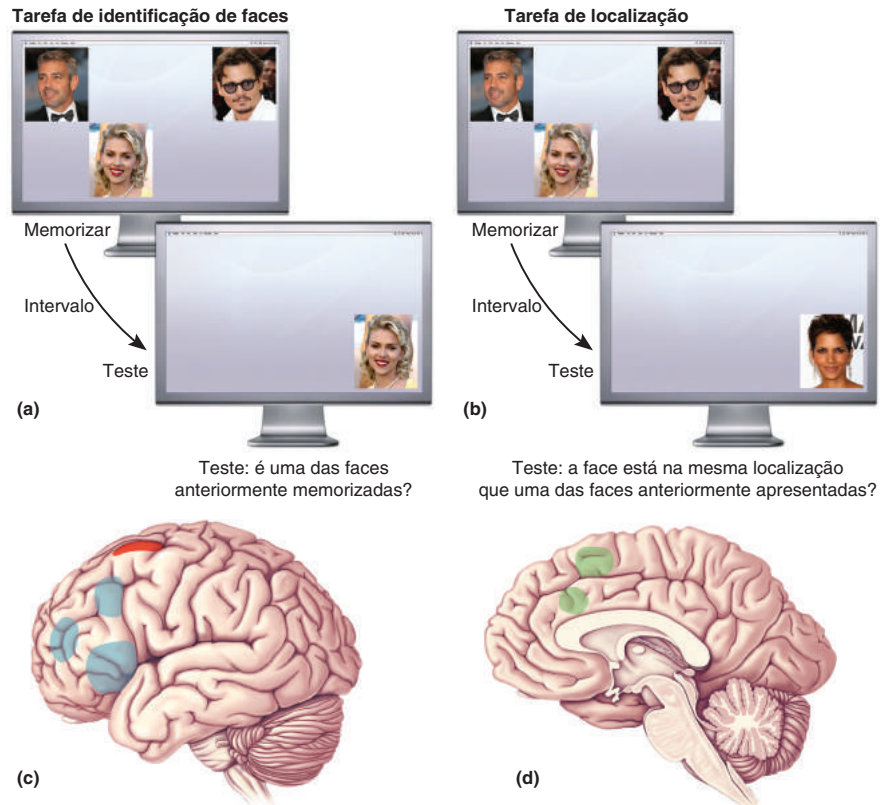 Tarefa de identificação de faces
Tarefa de localização
Memorizar
Intervalo
Teste
(a)
Memorizar
Intervalo
Teste
(b)
Teste: é uma das faces
anteriormente memorizadas?
Teste: a face está na mesma localização
que uma das faces anteriormente apresentadas?
(c)
(d)